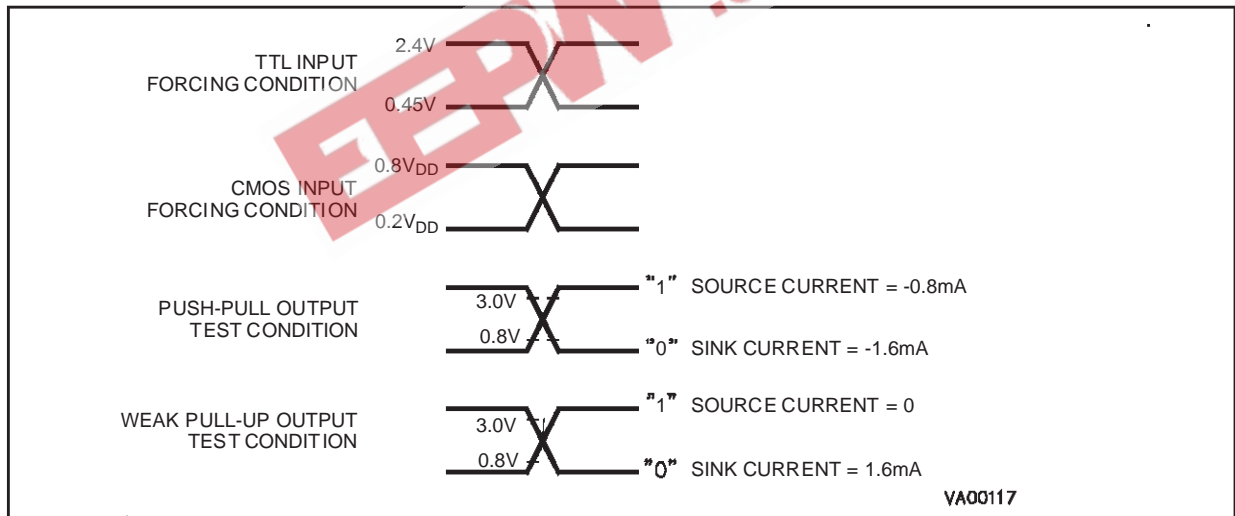 EEPW
TTL INPUT
FORCING CONDITION
2.4V
0.45V
CMOS INPUT
FORCING CONDITION
0.8VDD
0.2VDD
PUSH-PULL OUTPUT
TEST CONDITION
3.0V
0.8V
"1" SOURCE CURRENT = -0.8mA
"0" SINK CURRENT = -1.6mA
WEAK PULL-UP OUTPUT
TEST CONDITION
3.0V
0.8V
"1" SOURCE CURRENT = 0
"0" SINK CURRENT = 1.6mA
VA00117